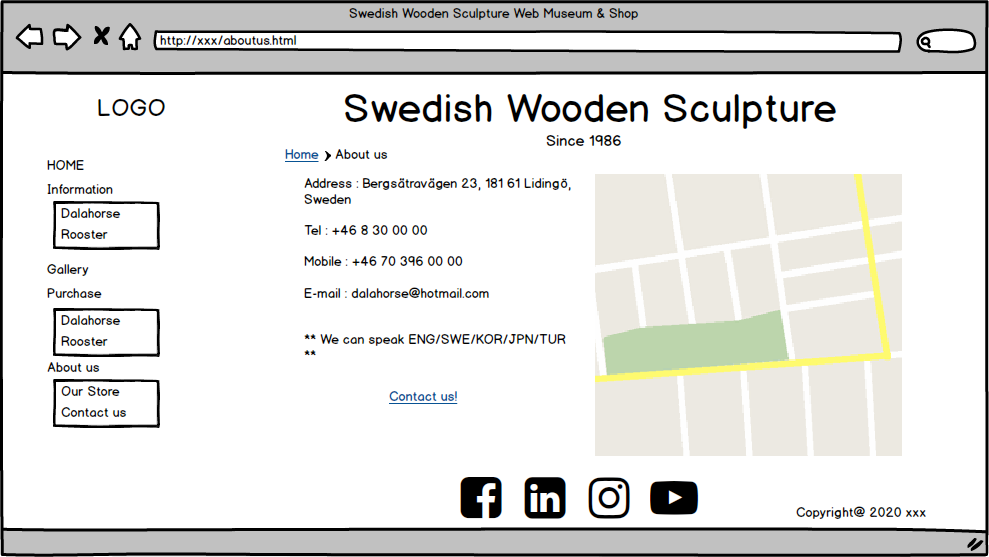 Swedish Wooden Sculpture Web Museum & Shop
http://xxx/aboutus.html
LOGO
Swedish Wooden Sculpture
Since 1986
Home > About us
HOME
Information
Dalahorse
Rooster
Gallery
Purchase
Dalahorse
Rooster
About us
Our Store
Contact us
Address : Bergsätravägen 23, 181 61 Lidingö,
Sweden
Tel : +46 8 30 00 00
Mobile : +46 70 396 00 00
E-mail : dalahorse@hotmail.com
** We can speak ENG/SWE/KOR/JPN/TUR
**
Contact us!
Copyright@ 2020 xxx